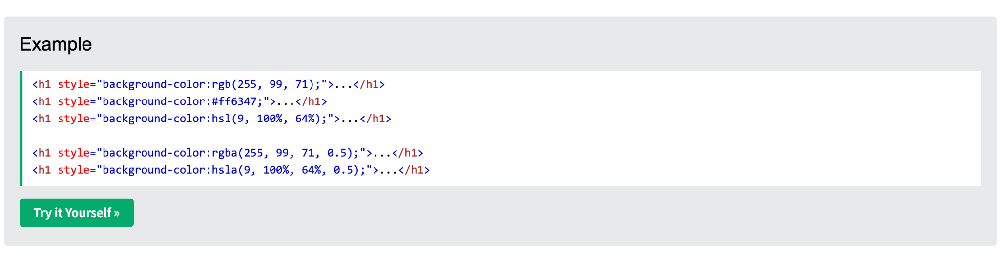 Example
<h1 style="background-color:rgb(255, 99, 71);">...</h1>
<h1 style="background-color:#ff6347;">...</h1>
<h1 style="background-color:hsl(9, 100%, 64%);">...</h1>
<h1 style="background-color:rgba(255, 99, 71, 0.5);">...</h1>
<h1 style="background-color:hsla(9, 100%, 64%, 0.5);">...</h1>
Try it Yourself »